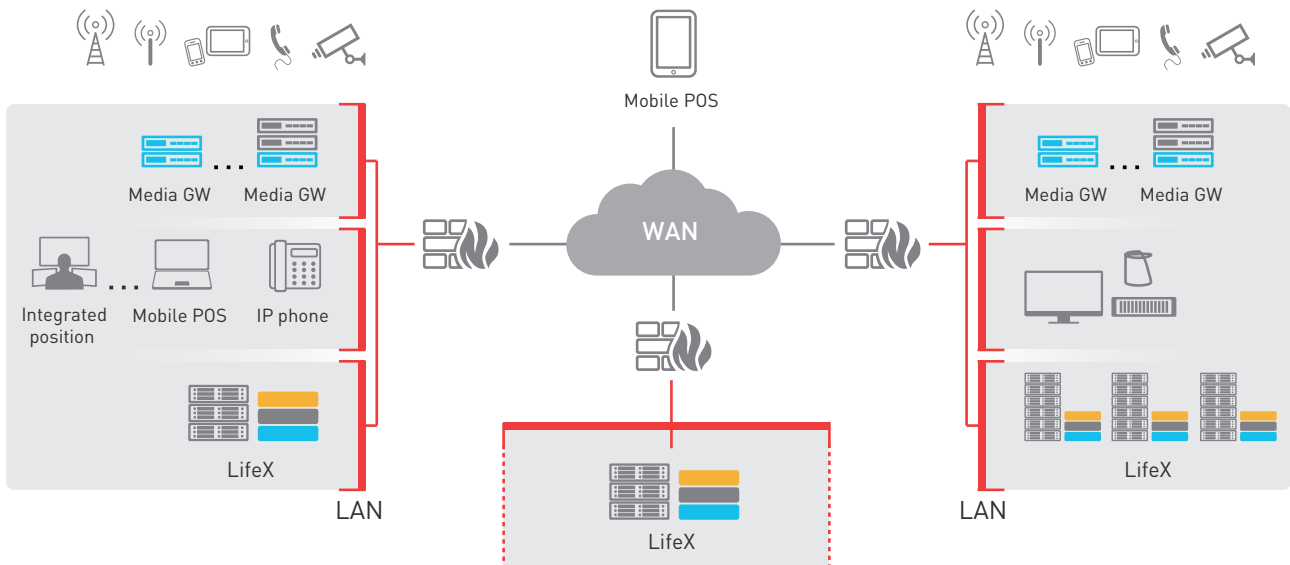 Mobile POS
Media GW
Media GW
WAN
Media GW
Media GW
Integrated
position
Mobile POS
IP phone
LifeX
LAN
LifeX
LAN
LifeX